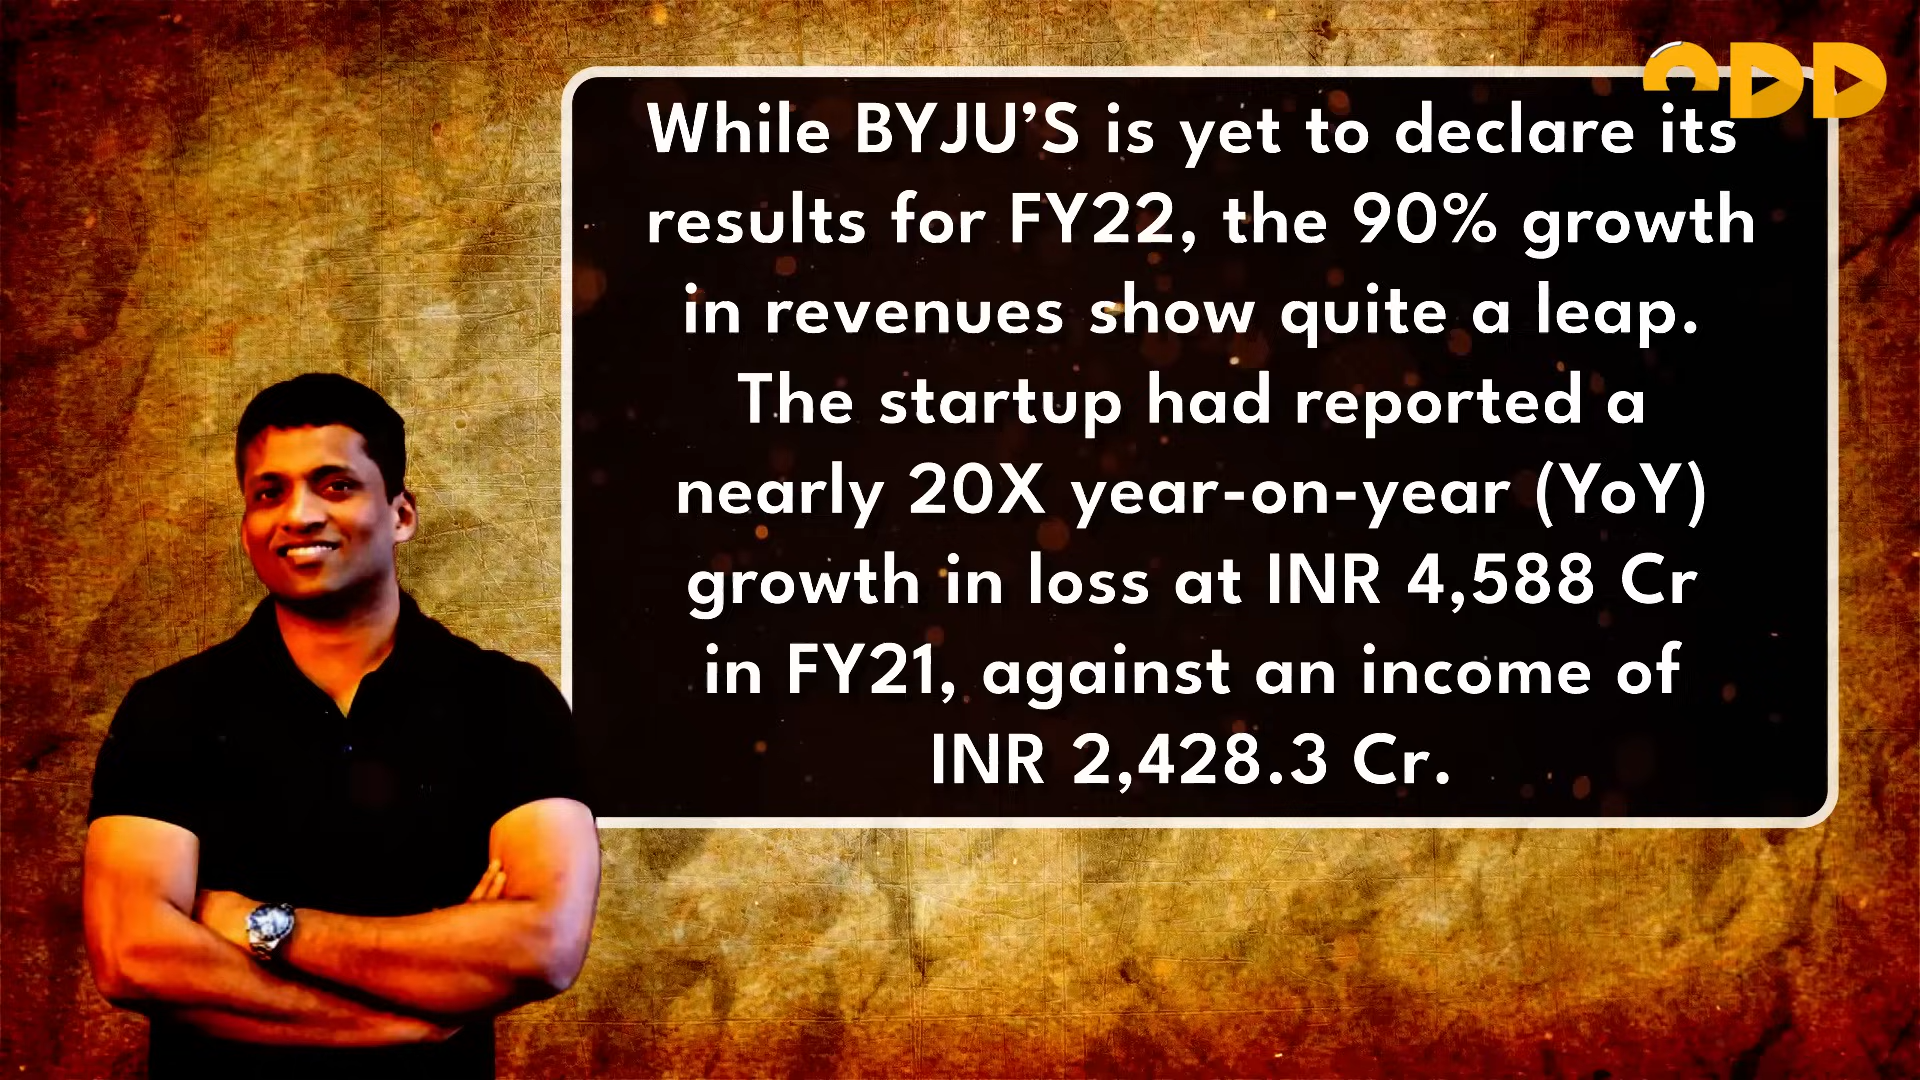 ODD
While BYJU’S is yet to declare its
results for FY22, the 90% growth
in revenues show quite a leap.
The startup had reported a
nearly 20X year-on-year (YoY)
growth in loss at INR 4,588 Cr
in FY21, against an income of
INR 2,428.3 Cr.